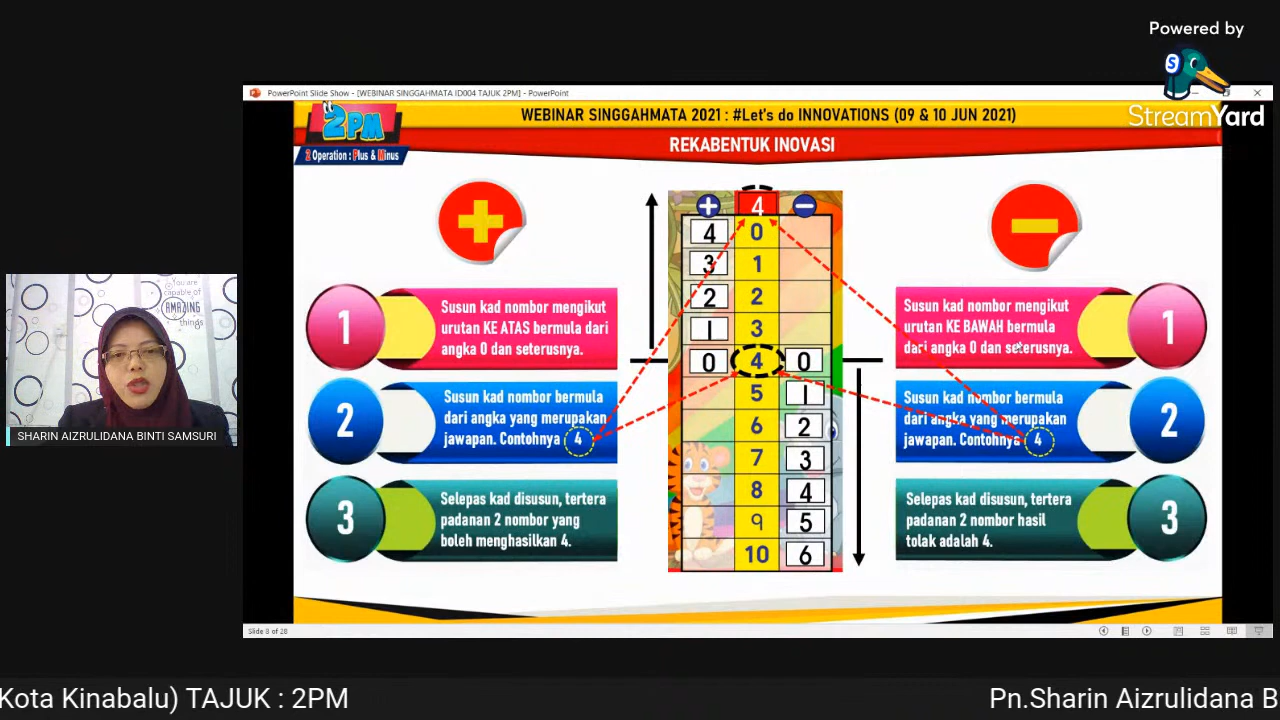 Powered by
StreamYard
PowerPoint Slide Show - [WEBINAR SINGGAHMATA ID004 TAJUK 2PM] - PowerPoint
2PM
2 Operation : Plus & Minus
WEBINAR SINGGAHMATA 2021 : #Let's do INNOVATIONS (09 & 10 JUN 2021)
REKABENTUK INOVASI
+
1
Susun kad nombor mengikut
urutan KE ATAS bermula dari
angka 0 dan seterusnya.
2
Susun kad nombor bermula
dari angka yang merupakan
jawapan. Contohnya 4
3
Selepas kad disusun, tertera
padanan 2 nombor yang
boleh menghasilkan 4.
+ 4 −
4 0
3 1
2 2
1 3
0 4 0
5 1
6 2
7 3
8 4
9 5
10 6
−
Susun kad nombor mengikut
urutan KE BAWAH bermula
dari angka 0 dan seterusnya.
1
Susun kad nombor bermula
dari angka yang merupakan
jawapan. Contohnya 4
2
Selepas kad disusun, tertera
padanan 2 nombor hasil
tolak adalah 4.
3
You are
capable of
AMAZING
things
SHARIN AIZRULIDANA BINTI SAMSURI
Slide 8 of 28
Kota Kinabalu) TAJUK : 2PM
Pn.Sharin Aizrulidana B